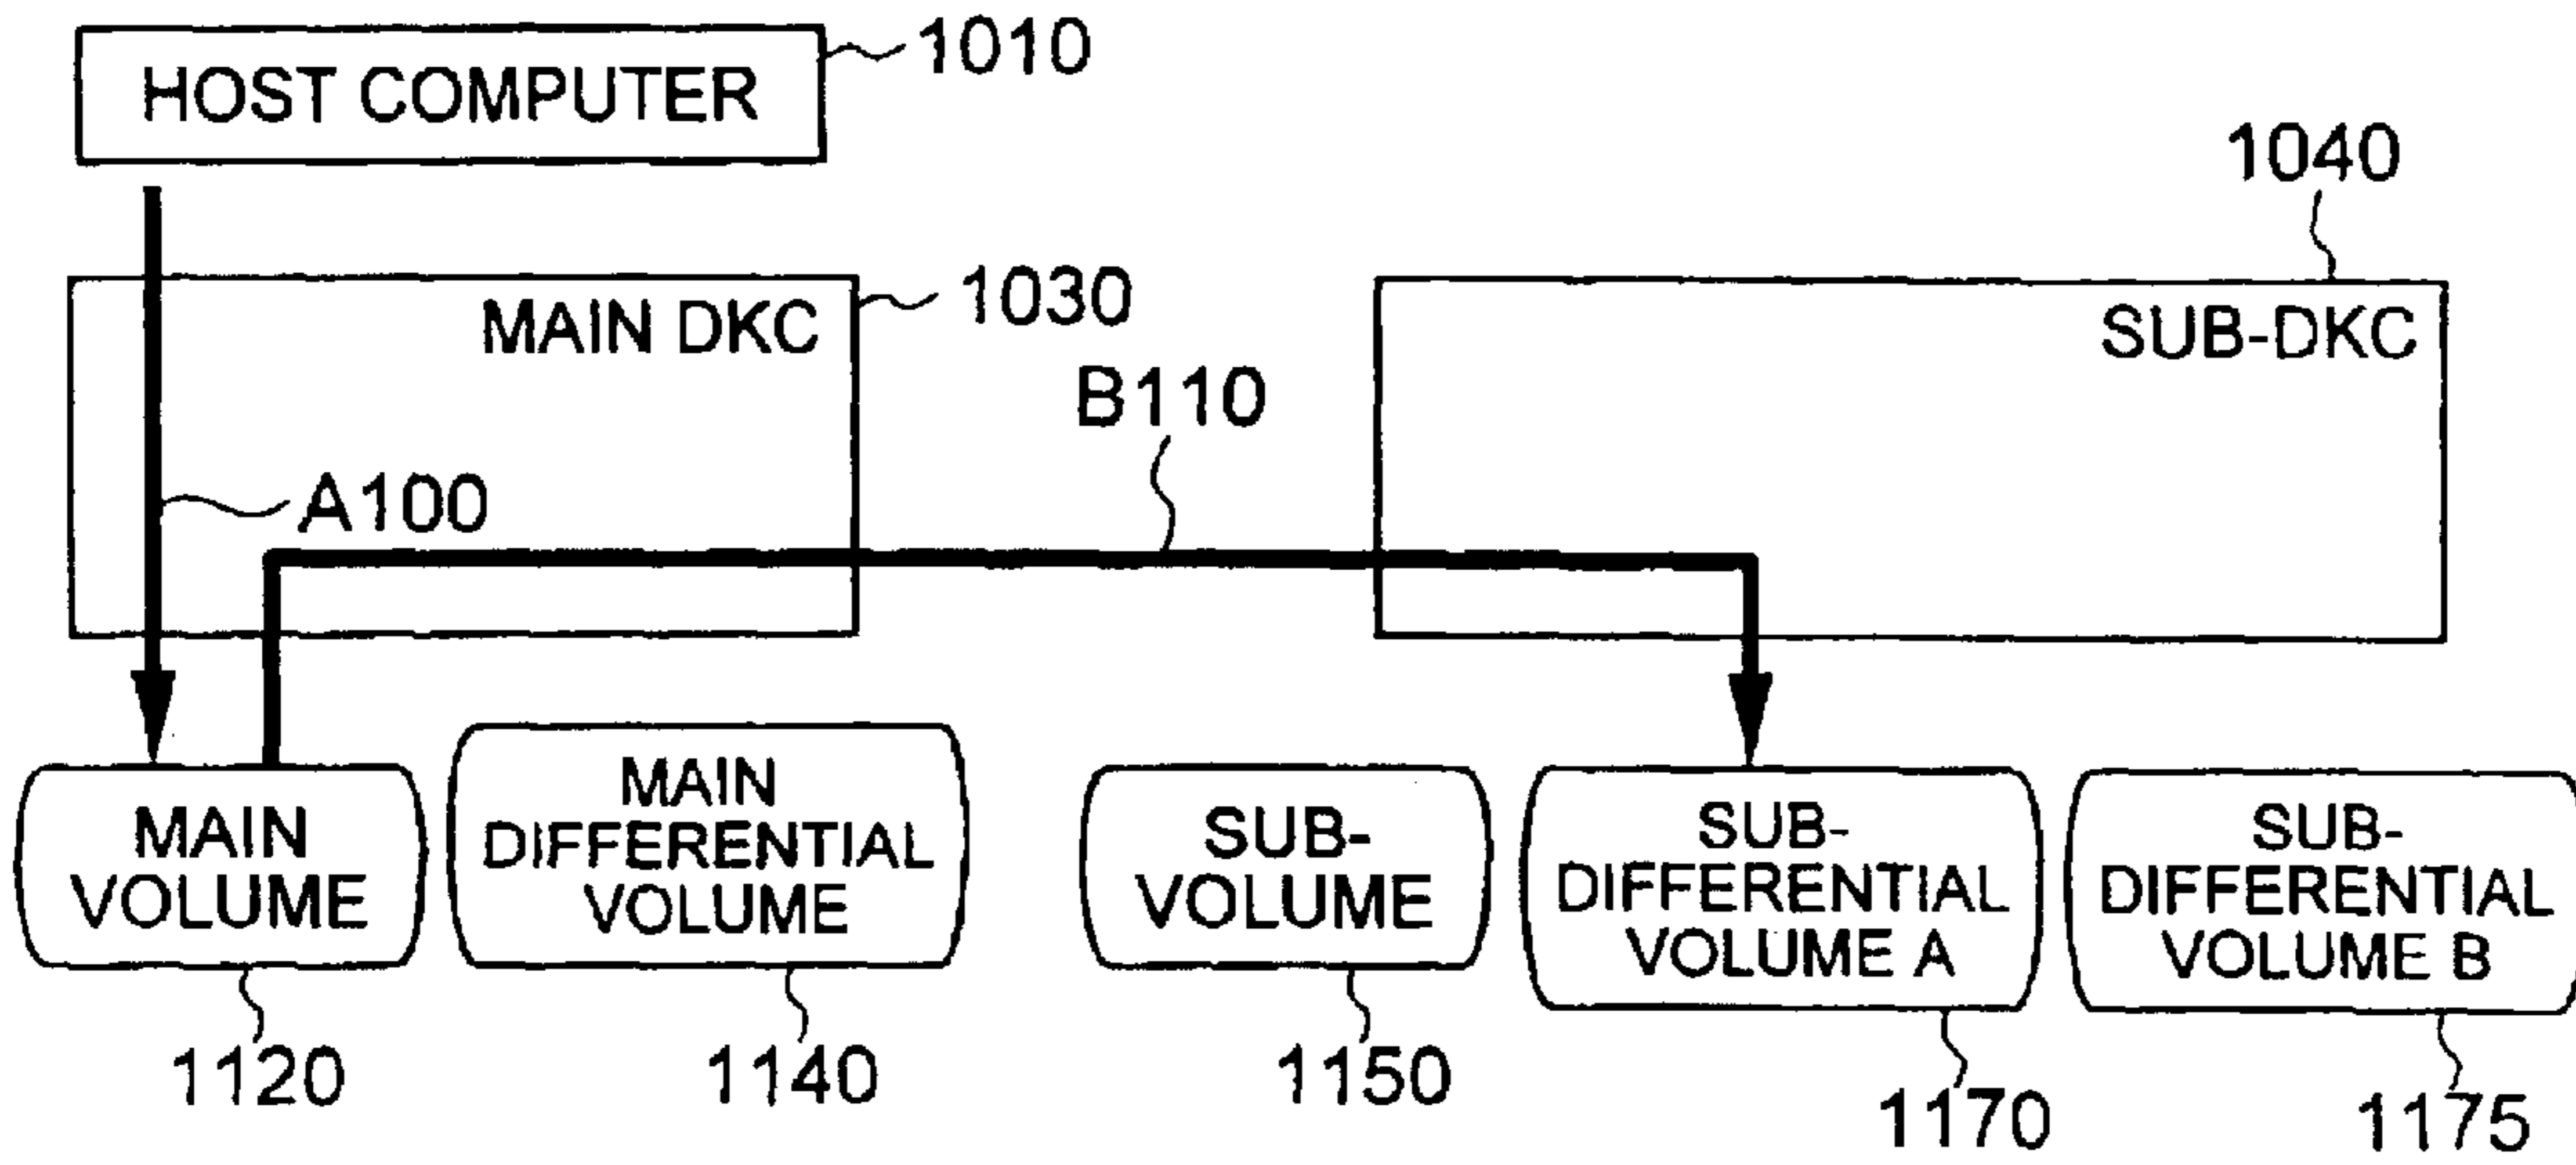 HOST COMPUTER
1010
1040
MAIN DKC
1030
SUB-DKC
B110
A100
MAIN
VOLUME
MAIN
DIFFERENTIAL
VOLUME
SUB-
VOLUME
SUB-
DIFFERENTIAL
VOLUME A
SUB-
DIFFERENTIAL
VOLUME B
1120
1140
1150
1170
1175